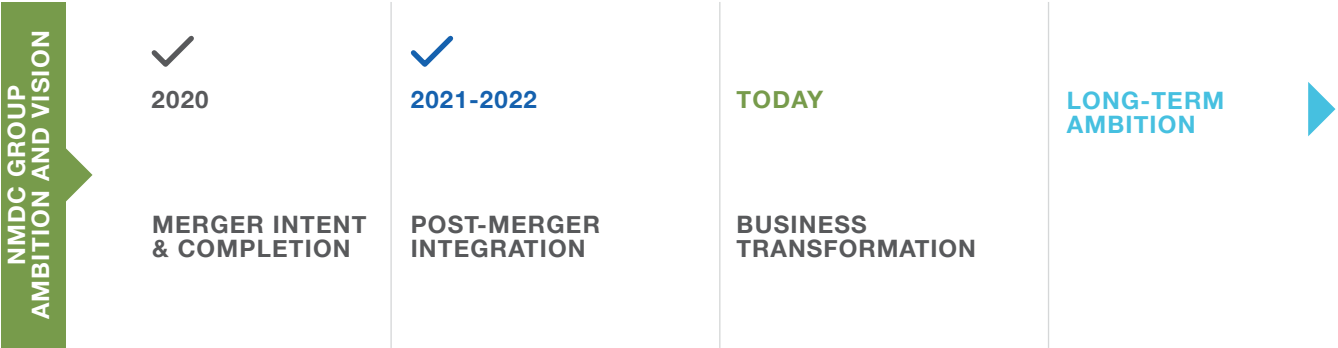 NMDC GROUP
AMBITION AND VISION
2020
MERGER INTENT
& COMPLETION
2021-2022
POST-MERGER
INTEGRATION
TODAY
BUSINESS
TRANSFORMATION
LONG-TERM
AMBITION